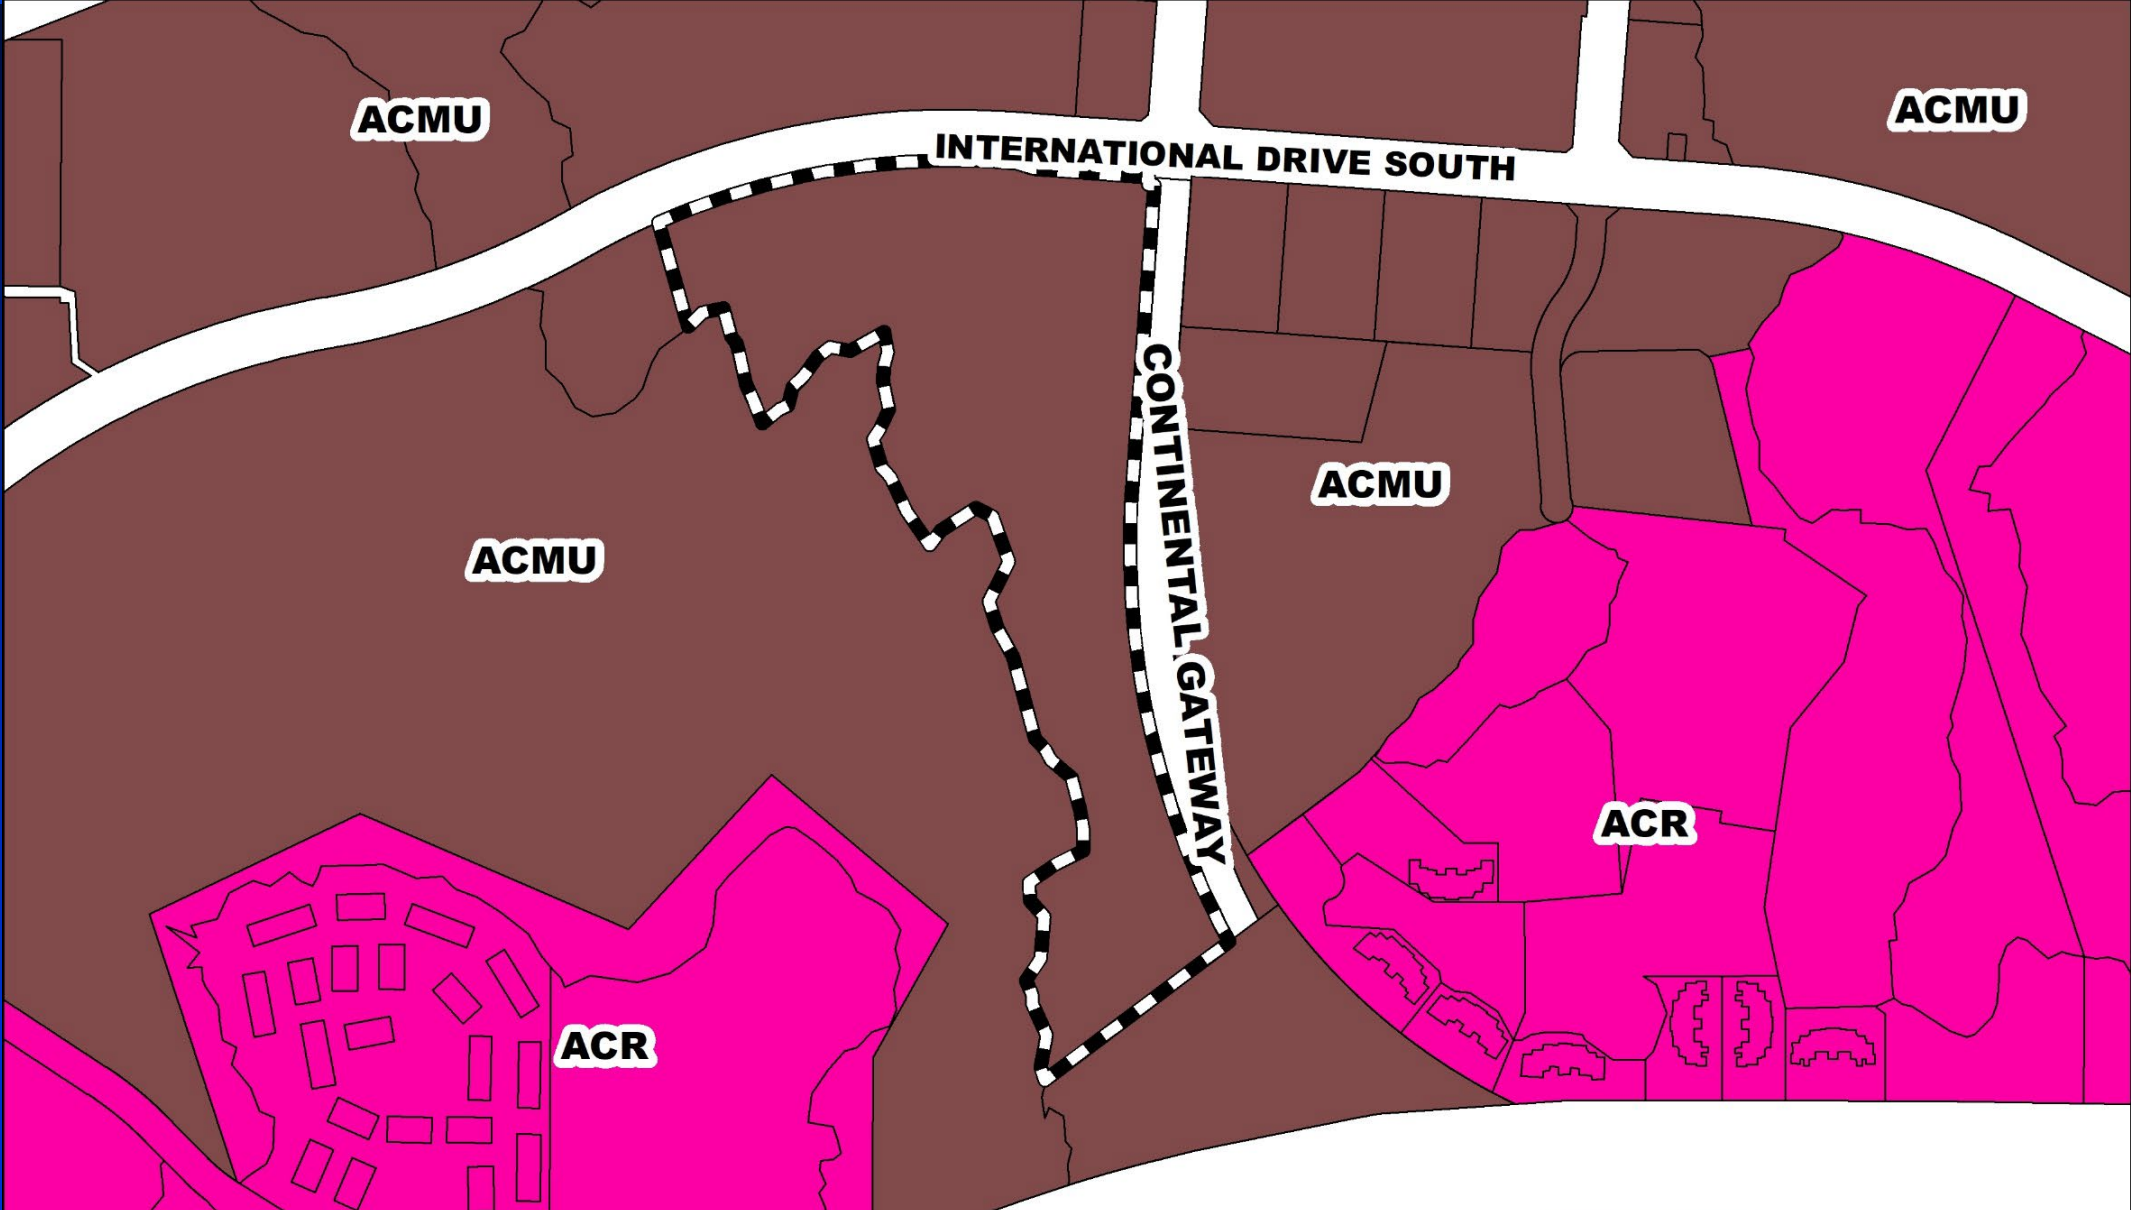 ACMU
ACMU
INTERNATIONAL DRIVE SOUTH
CONTINENTAL GATEWAY
ACMU
ACMU
ACR
ACR